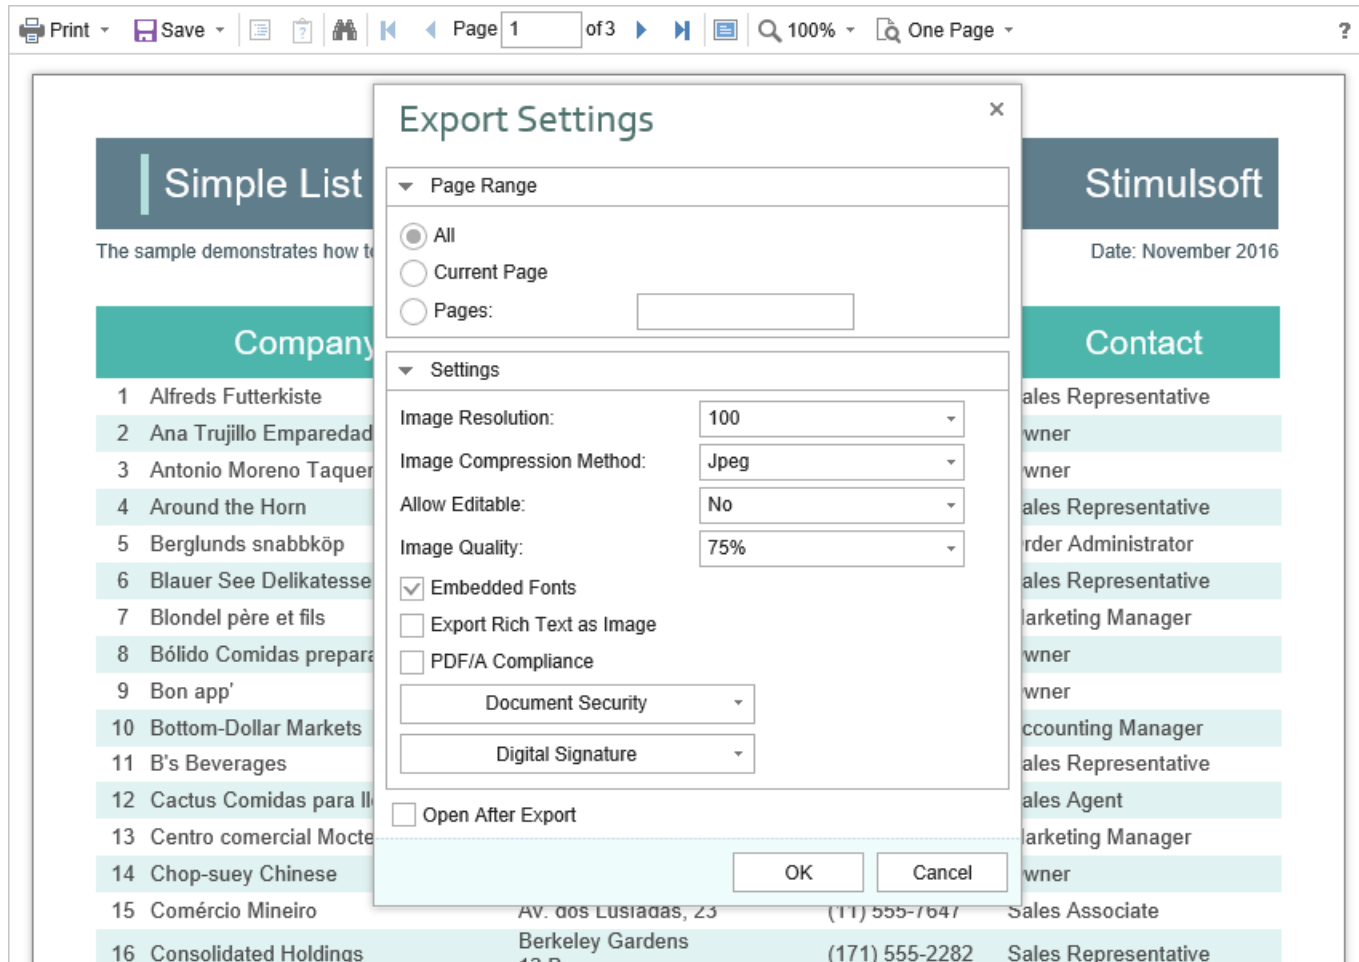 Print Save Page 1 of 3 100% One Page ?
Export Settings
Simple List Stimulsoft
The sample demonstrates how Date: November 2016
Page Range
All
Current Page
Pages:
Company Contact
Settings
1 Alfreds Futterkiste ales Representative
Image Resolution: 100
2 Ana Trujillo Emparedad wner
Image Compression Method: Jpeg
3 Antonio Moreno Taquer wner
Allow Editable: No
4 Around the Horn ales Representative
Image Quality: 75%
5 Berglunds snabbköp rder Administrator
6 Blauer See Delikatesse ales Representative
Embedded Fonts
7 Blondel père et fils arketing Manager
Export Rich Text as Image
8 Bólido Comidas prepara wner
PDF/A Compliance
9 Bon app' wner
Document Security
10 Bottom-Dollar Markets ccounting Manager
Digital Signature
11 B's Beverages ales Representative
12 Cactus Comidas para ales Agent
Open After Export
13 Centro comercial Mocte arketing Manager
OK Cancel
14 Chop-suey Chinese wner
15 Comércio Mineiro Av. dos Lusíadas, 23 (11) 555-7647 Sales Associate
Berkeley Gardens
16 Consolidated Holdings (171) 555-2282 Sales Representative